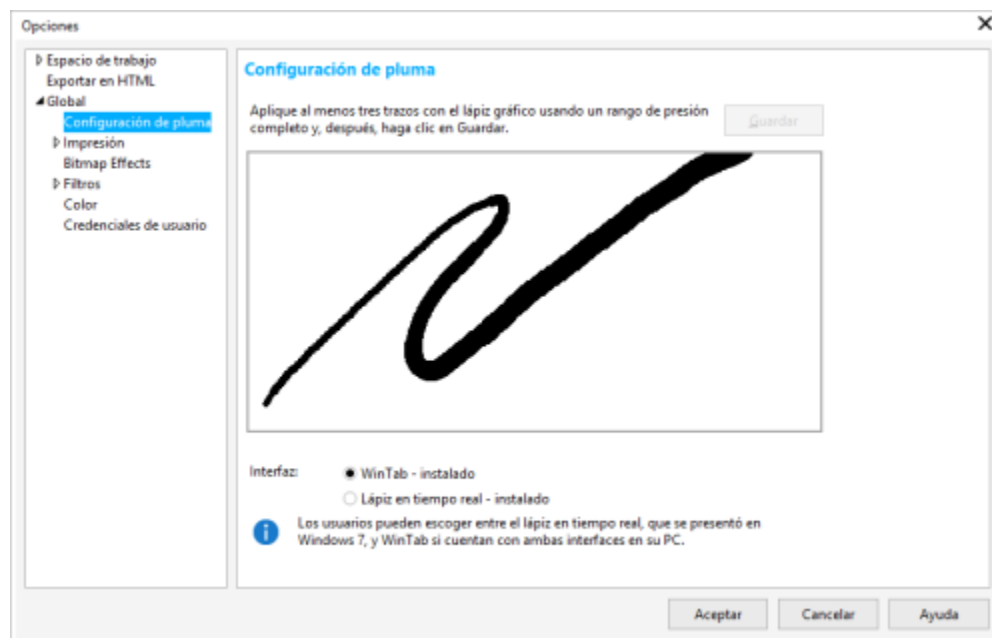 Opciones
Espacio de trabajo
Exportar en HTML
Global
Configuración de pluma
Impresión
Bitmap Effects
Filtros
Color
Credenciales de usuario
Configuración de pluma
Aplique al menos tres trazos con el lápiz gráfico usando un rango de presión
completo y, después, haga clic en Guardar.
Guardar
Interfaz:
WinTab - instalado
Lápiz en tiempo real - instalado
Los usuarios pueden escoger entre el lápiz en tiempo real, que se presentó en
Windows 7, y WinTab si cuentan con ambas interfaces en su PC.
Aceptar
Cancelar
Ayuda